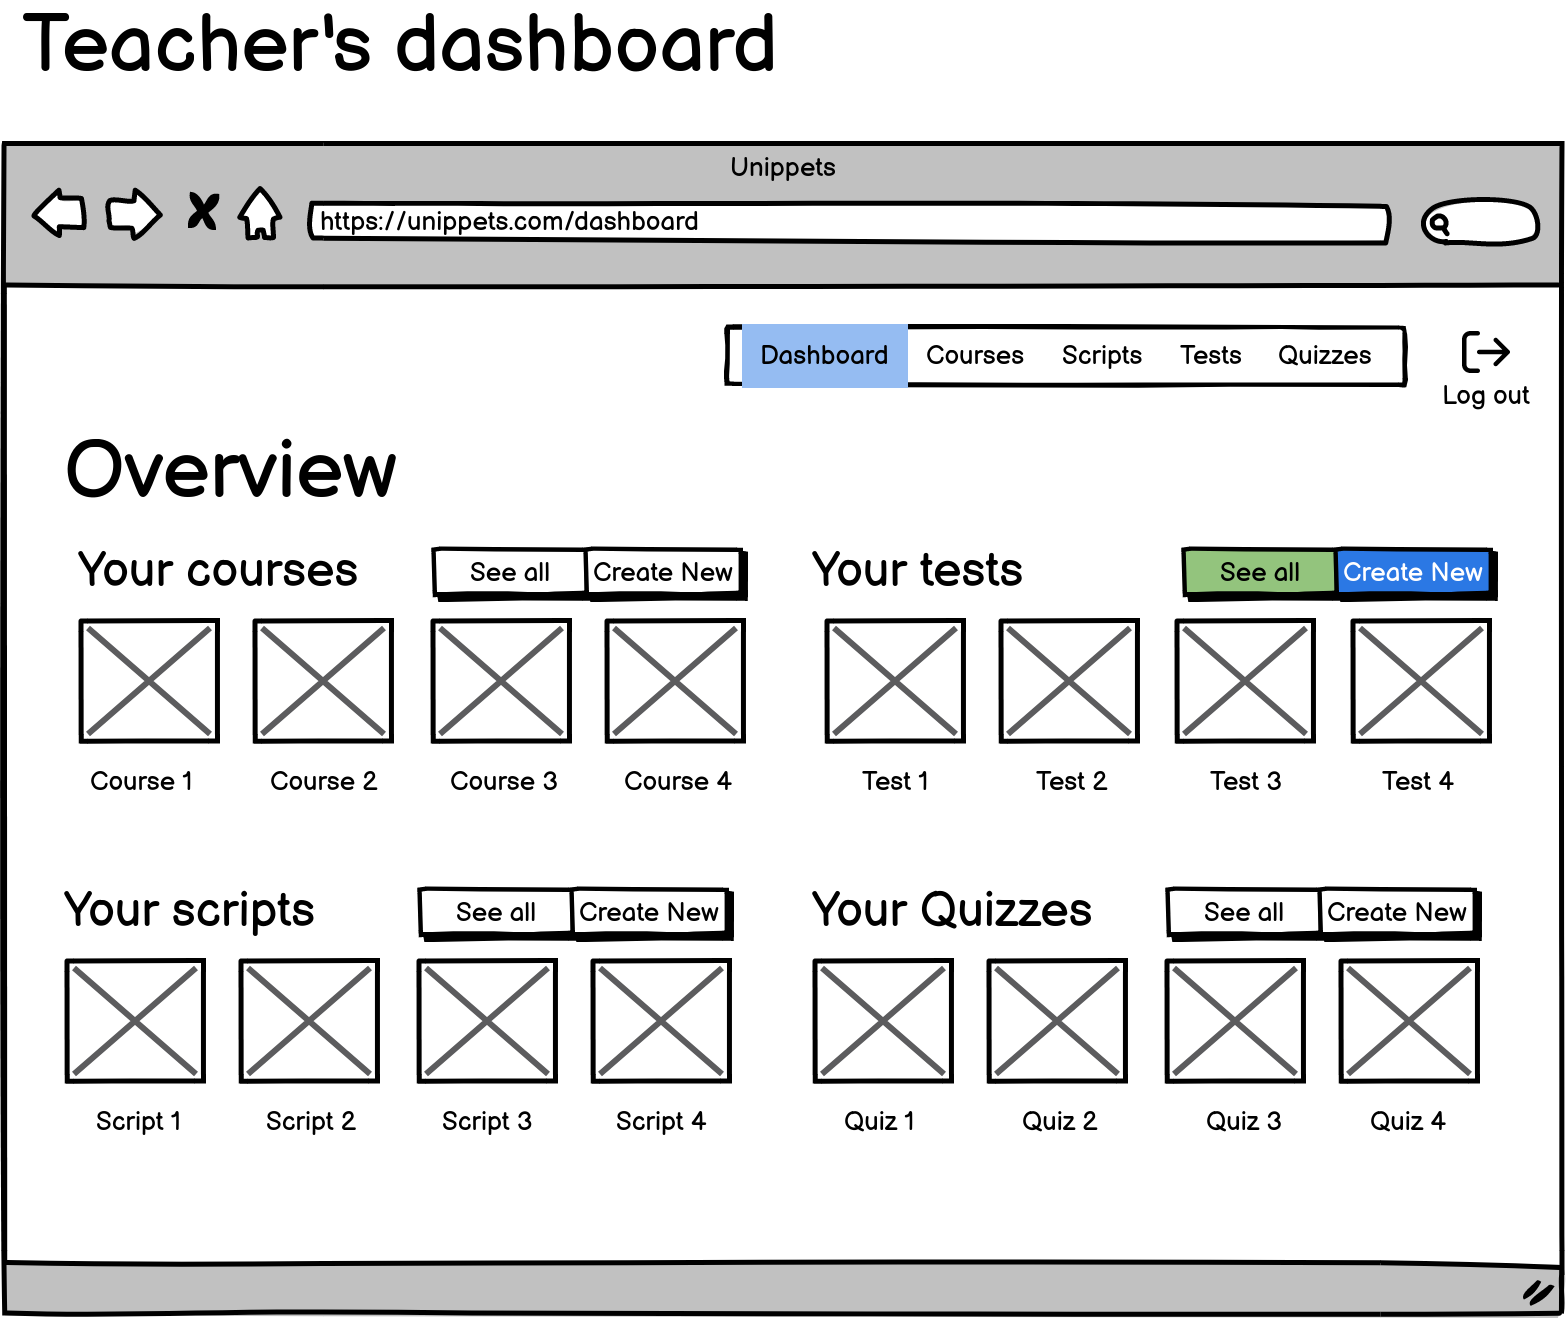 Teacher's dashboard
Unippets
https://unippets.com/dashboard
Dashboard Courses Scripts Tests Quizzes
Log out
Overview
Your courses See all Create New
Your tests See all Create New
Course 1 Course 2 Course 3 Course 4
Test 1 Test 2 Test 3 Test 4
Your scripts See all Create New
Your Quizzes See all Create New
Script 1 Script 2 Script 3 Script 4
Quiz 1 Quiz 2 Quiz 3 Quiz 4